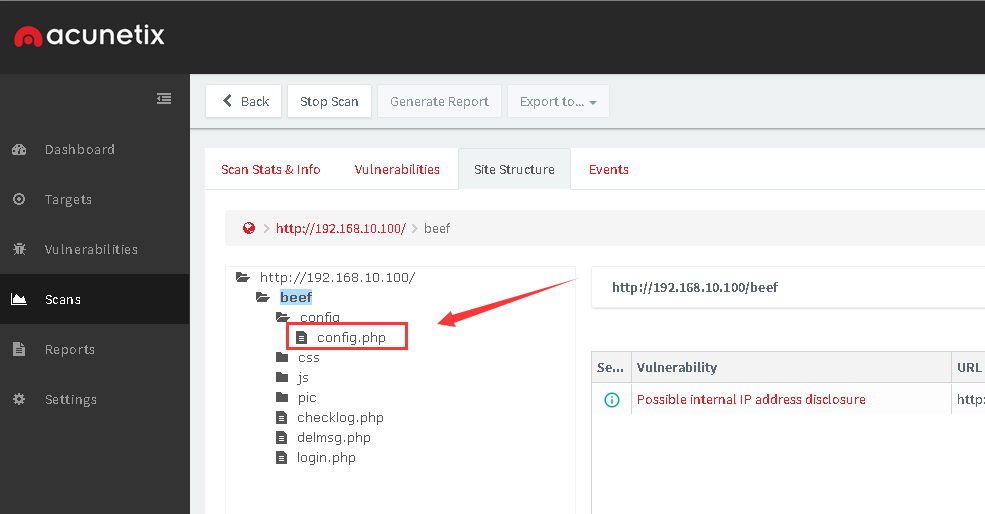 acunetix
Back Stop Scan Generate Report Export to...
Dashboard
Targets
Vulnerabilities
Scans
Reports
Settings
Scan Stats & Info Vulnerabilities Site Structure Events
http://192.168.10.100/ > beef
http://192.168.10.100/
beef
config
config.php
css
js
pic
checklog.php
delmsg.php
login.php
http://192.168.10.100/beef
Se... Vulnerability URL
Possible internal IP address disclosure http: